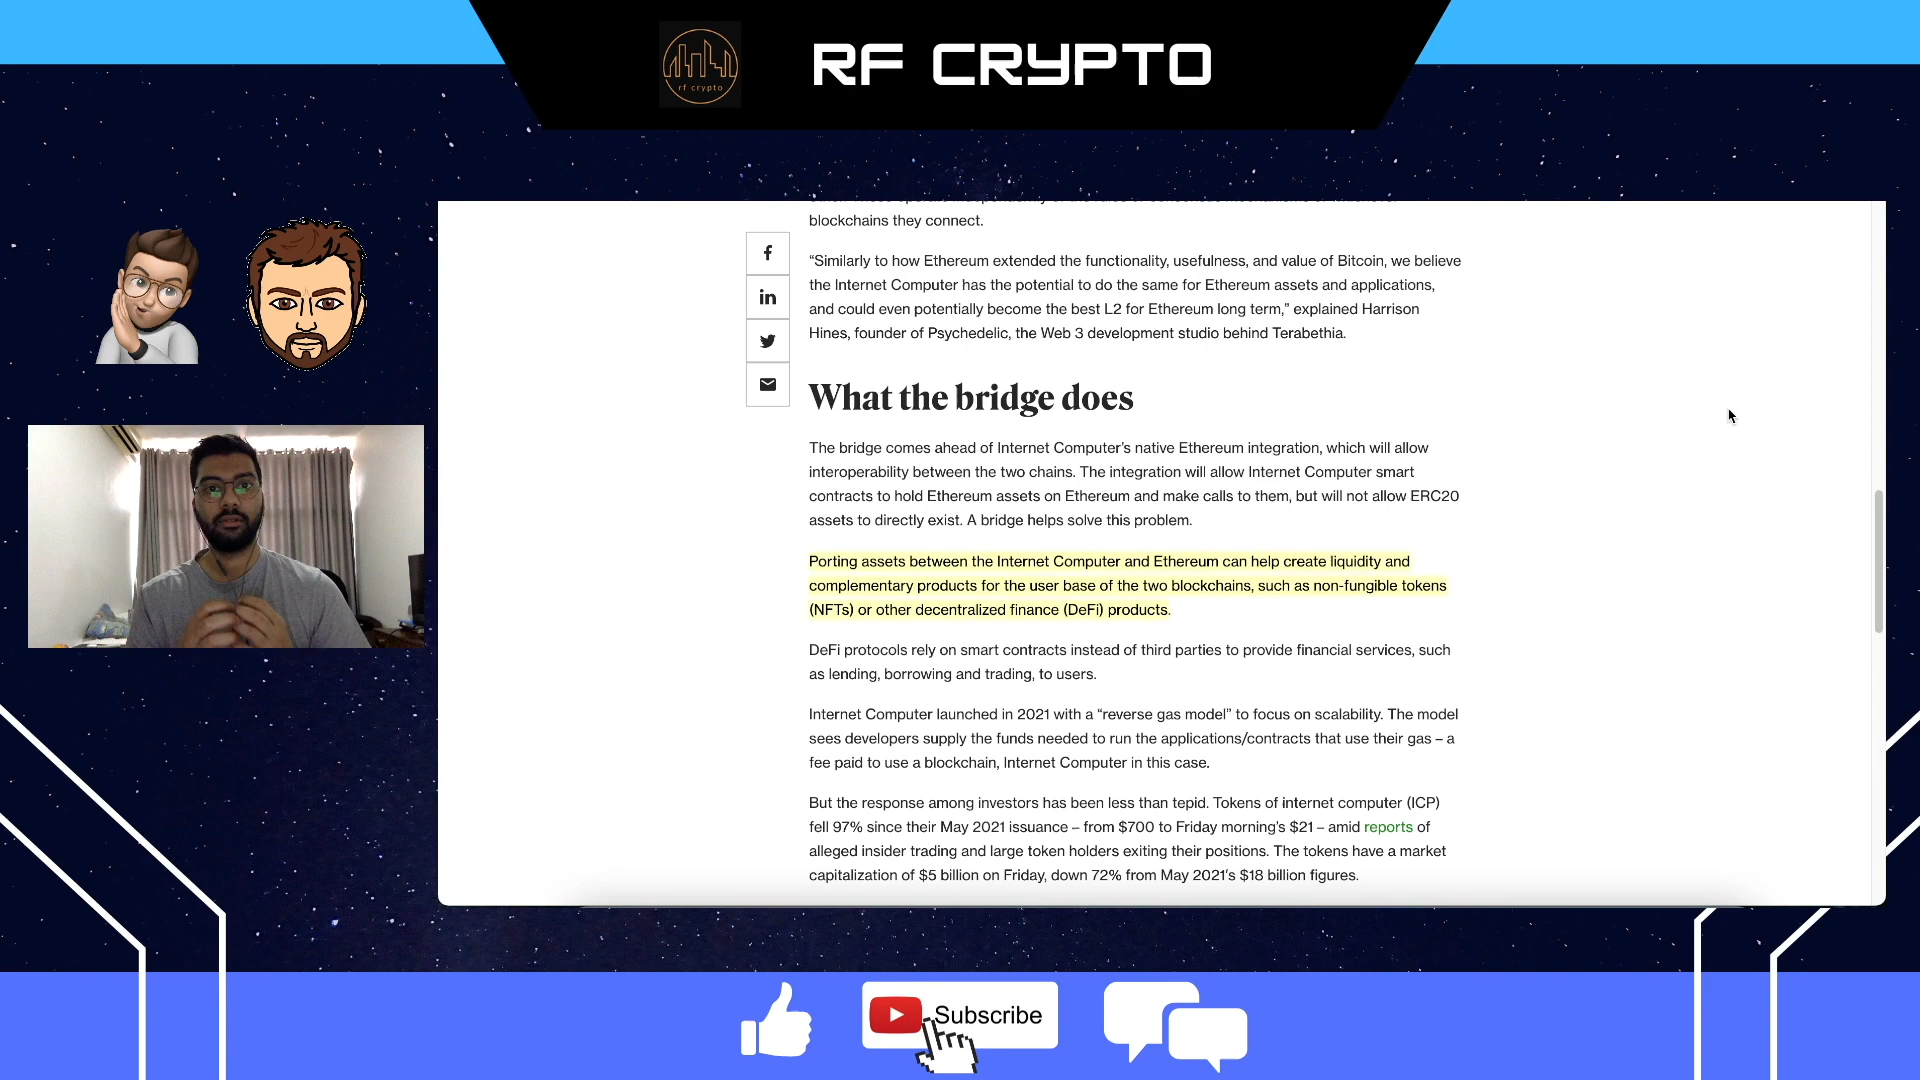 RF CRYPTO
rf crypto
blockchains they connect.
“Similarly to how Ethereum extended the functionality, usefulness, and value of Bitcoin, we believe
the Internet Computer has the potential to do the same for Ethereum assets and applications,
and could even potentially become the best L2 for Ethereum long term,” explained Harrison
Hines, founder of Psychedelic, the Web 3 development studio behind Terabethia.
What the bridge does
The bridge comes ahead of Internet Computer’s native Ethereum integration, which will allow
interoperability between the two chains. The integration will allow Internet Computer smart
contracts to hold Ethereum assets on Ethereum and make calls to them, but will not allow ERC20
assets to directly exist. A bridge helps solve this problem.
Porting assets between the Internet Computer and Ethereum can help create liquidity and
complementary products for the user base of the two blockchains, such as non-fungible tokens
(NFTs) or other decentralized finance (DeFi) products.
DeFi protocols rely on smart contracts instead of third parties to provide financial services, such
as lending, borrowing and trading, to users.
Internet Computer launched in 2021 with a “reverse gas model” to focus on scalability. The model
sees developers supply the funds needed to run the applications/contracts that use their gas – a
fee paid to use a blockchain, Internet Computer in this case.
But the response among investors has been less than tepid. Tokens of internet computer (ICP)
fell 97% since their May 2021 issuance – from $700 to Friday morning’s $21 – amid reports of
alleged insider trading and large token holders exiting their positions. The tokens have a market
capitalization of $5 billion on Friday, down 72% from May 2021’s $18 billion figures.
Subscribe